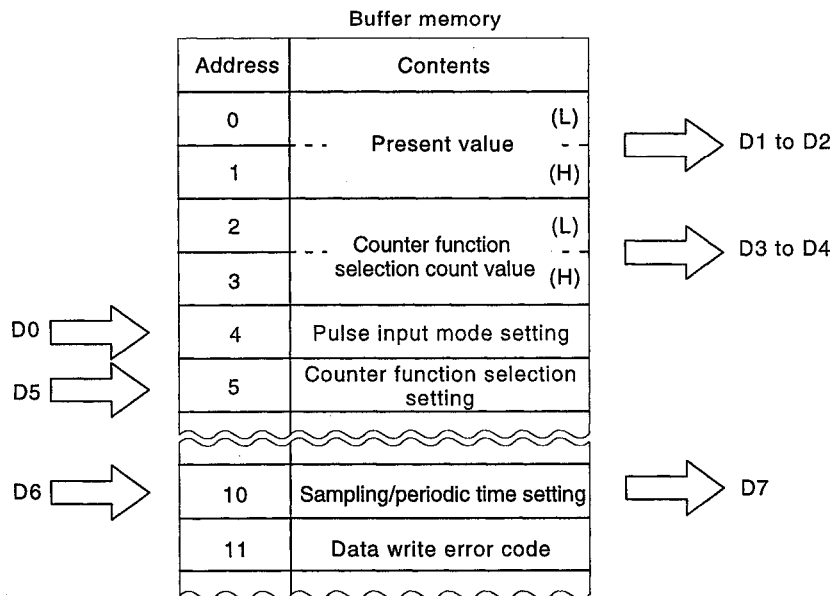 Buffer memory
Address Contents
0 (L)
Present value D1 to D2
1 (H)
2 (L)
Counter function
selection count value D3 to D4
3 (H)
D0 4 Pulse input mode setting
D5 5 Counter function selection
setting
D6 10 Sampling/periodic time setting D7
11 Data write error code